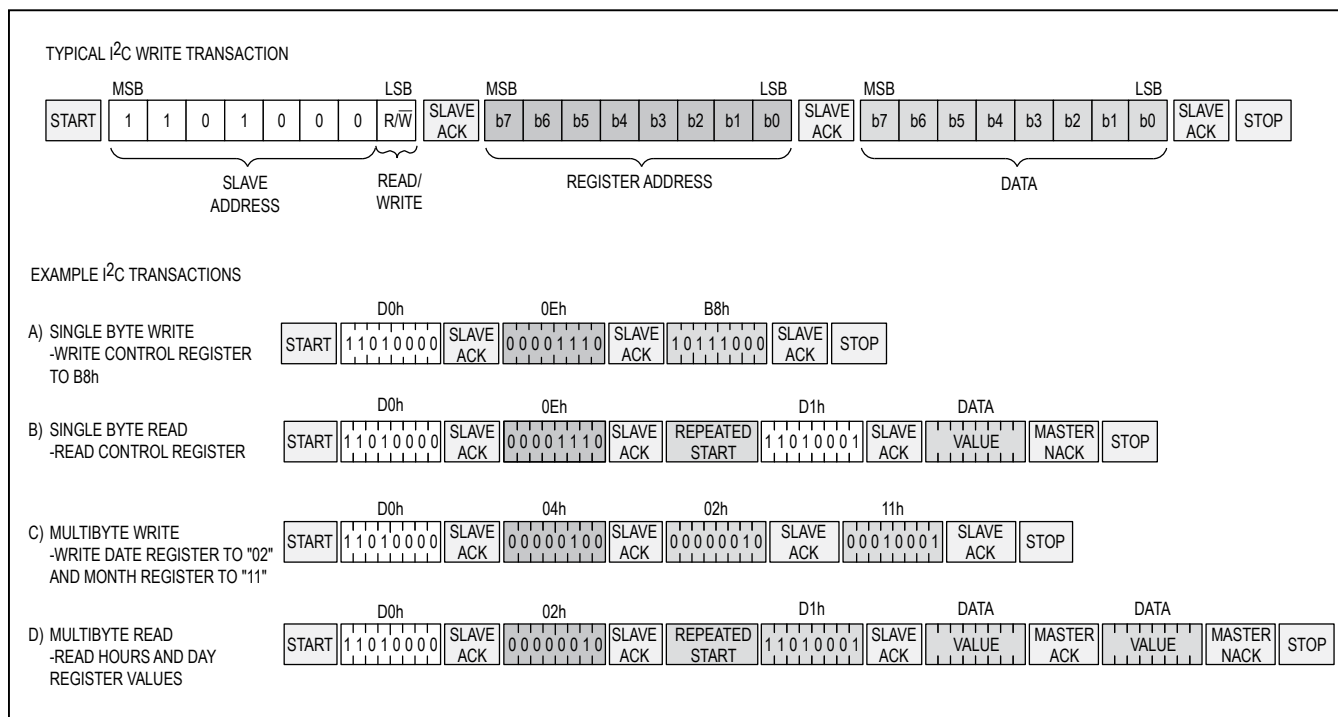 TYPICAL I²C WRITE TRANSACTION
MSB LSB MSB LSB MSB LSB
START 1 1 0 1 0 0 0 R/W̅ SLAVE ACK b7 b6 b5 b4 b3 b2 b1 b0 SLAVE ACK b7 b6 b5 b4 b3 b2 b1 b0 SLAVE ACK STOP
SLAVE ADDRESS READ/WRITE REGISTER ADDRESS DATA
EXAMPLE I²C TRANSACTIONS
D0h 0Eh B8h
A) SINGLE BYTE WRITE
-WRITE CONTROL REGISTER
TO B8h
START 11010000 SLAVE ACK 00001110 SLAVE ACK 10111000 SLAVE ACK STOP
D0h 0Eh D1h DATA
B) SINGLE BYTE READ
-READ CONTROL REGISTER
START 11010000 SLAVE ACK 00001110 SLAVE ACK REPEATED START 11010001 SLAVE ACK VALUE MASTER NACK STOP
D0h 04h 02h 11h
C) MULTIBYTE WRITE
-WRITE DATE REGISTER TO "02"
AND MONTH REGISTER TO "11"
START 11010000 SLAVE ACK 00000100 SLAVE ACK 00000010 SLAVE ACK 00010001 SLAVE ACK STOP
D0h 02h D1h DATA DATA
D) MULTIBYTE READ
-READ HOURS AND DAY
REGISTER VALUES
START 11010000 SLAVE ACK 00000010 SLAVE ACK REPEATED START 11010001 SLAVE ACK VALUE MASTER ACK VALUE MASTER NACK STOP